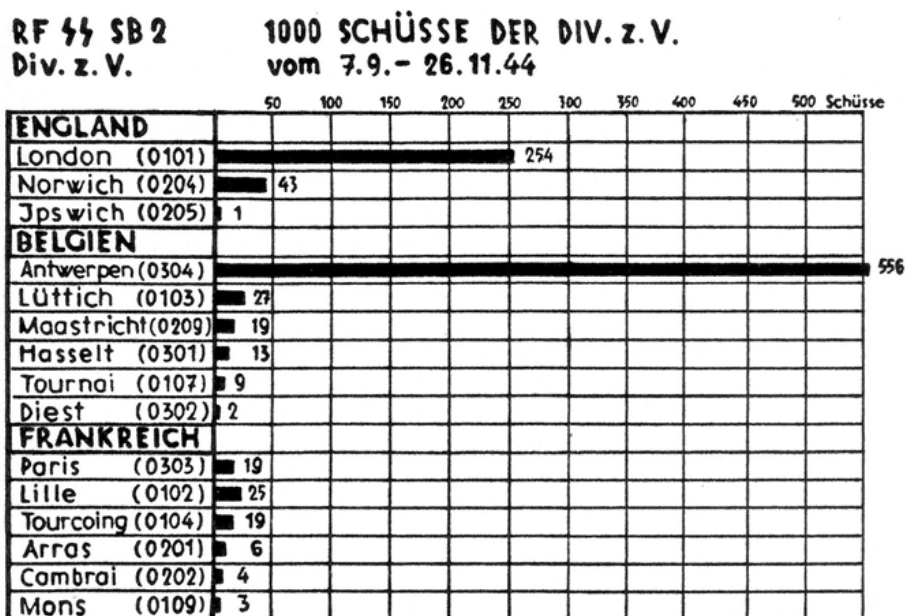 RF ᛋᛋ SB 2 1000 SCHÜSSE DER DIV. z. V.
Div. z. V. vom 7.9.- 26.11.44
50 100 150 200 250 300 350 400 450 500 Schüsse
ENGLAND
London (0101) 254
Norwich (0204) 43
Jpswich (0205) 1
BELGIEN
Antwerpen (0304) 556
Lüttich (0103) 27
Maastricht (0209) 19
Hasselt (0301) 13
Tournai (0107) 9
Diest (0302) 2
FRANKREICH
Paris (0303) 19
Lille (0102) 25
Tourcoing (0104) 19
Arras (0201) 6
Cambrai (0202) 4
Mons (0109) 3